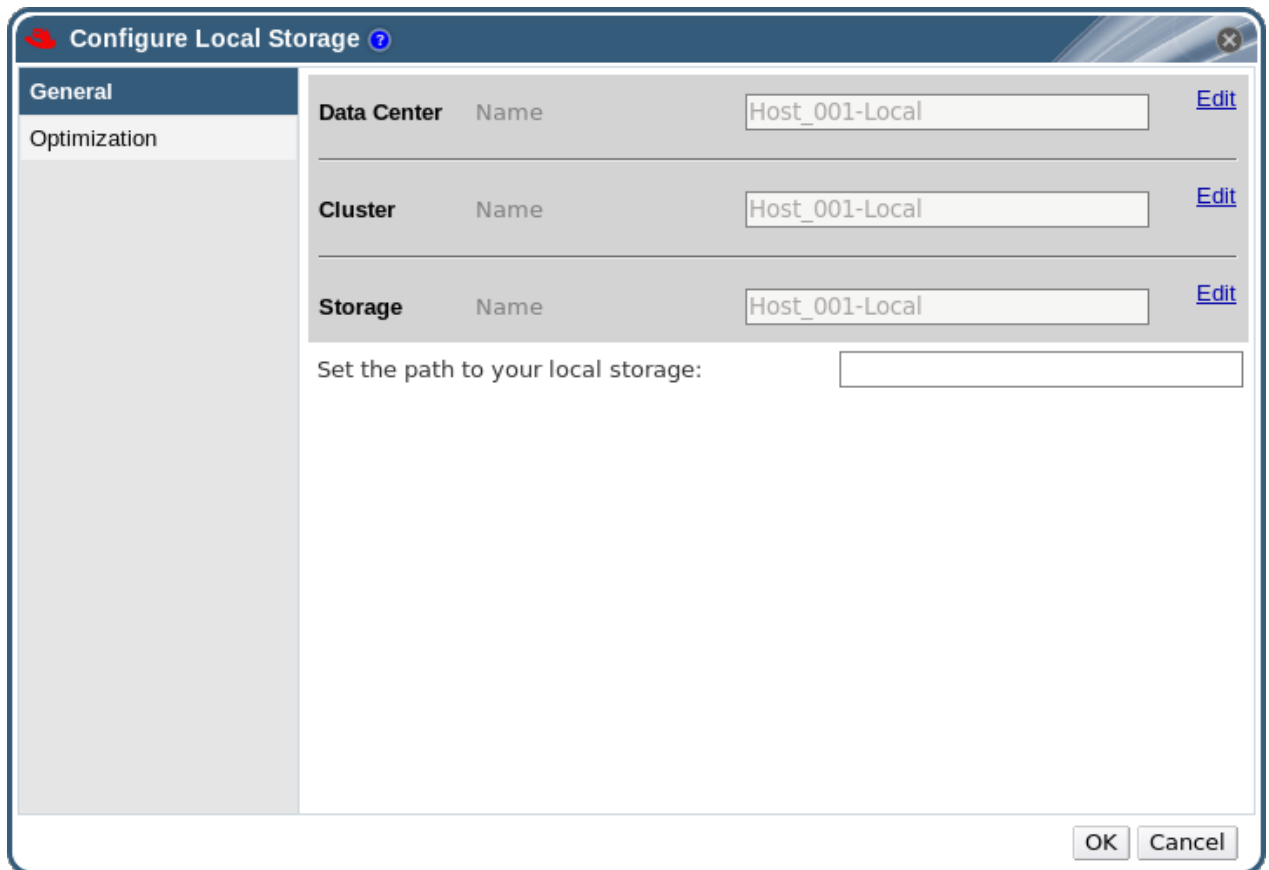 Configure Local Storage ?
General
Optimization
Data Center Name Host_001-Local Edit
Cluster Name Host_001-Local Edit
Storage Name Host_001-Local Edit
Set the path to your local storage:
OK Cancel